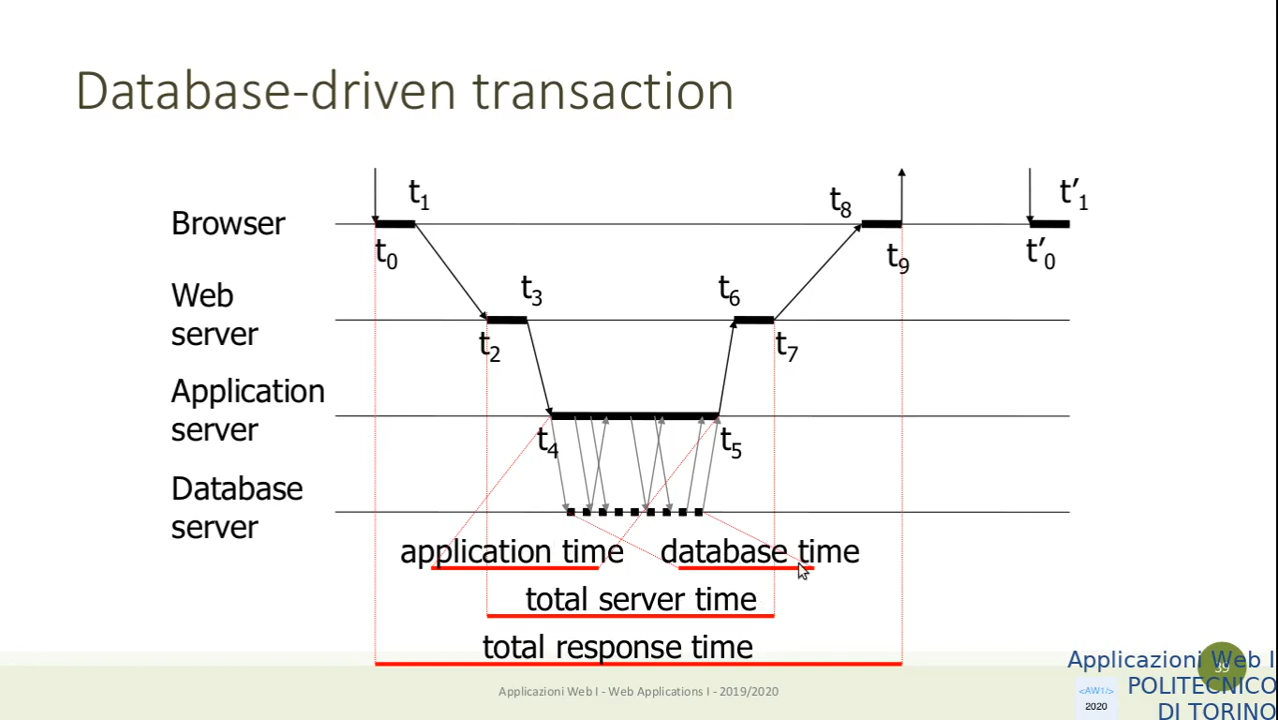 Database-driven transaction
t1
t8
t'1
Browser
t0
t9
t'0
Web
server
t3
t6
t2
t7
Application
server
t4
t5
Database
server
application time
database time
total server time
total response time
Applicazioni Web I - Web Applications I - 2019/2020
39
Applicazioni Web I
POLITECNICO
DI TORINO
<AW1/>
2020